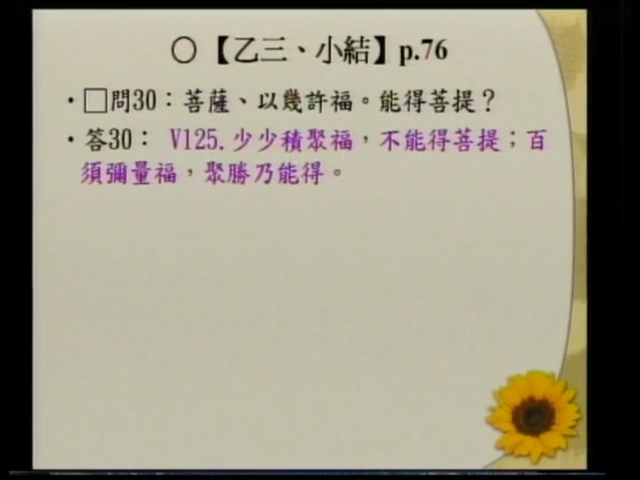 ○【乙三、小結】p.76
・□問30：菩薩、以幾許福。能得菩提？
・答30： V125.少少積聚福，不能得菩提；百
須彌量福，聚勝乃能得。